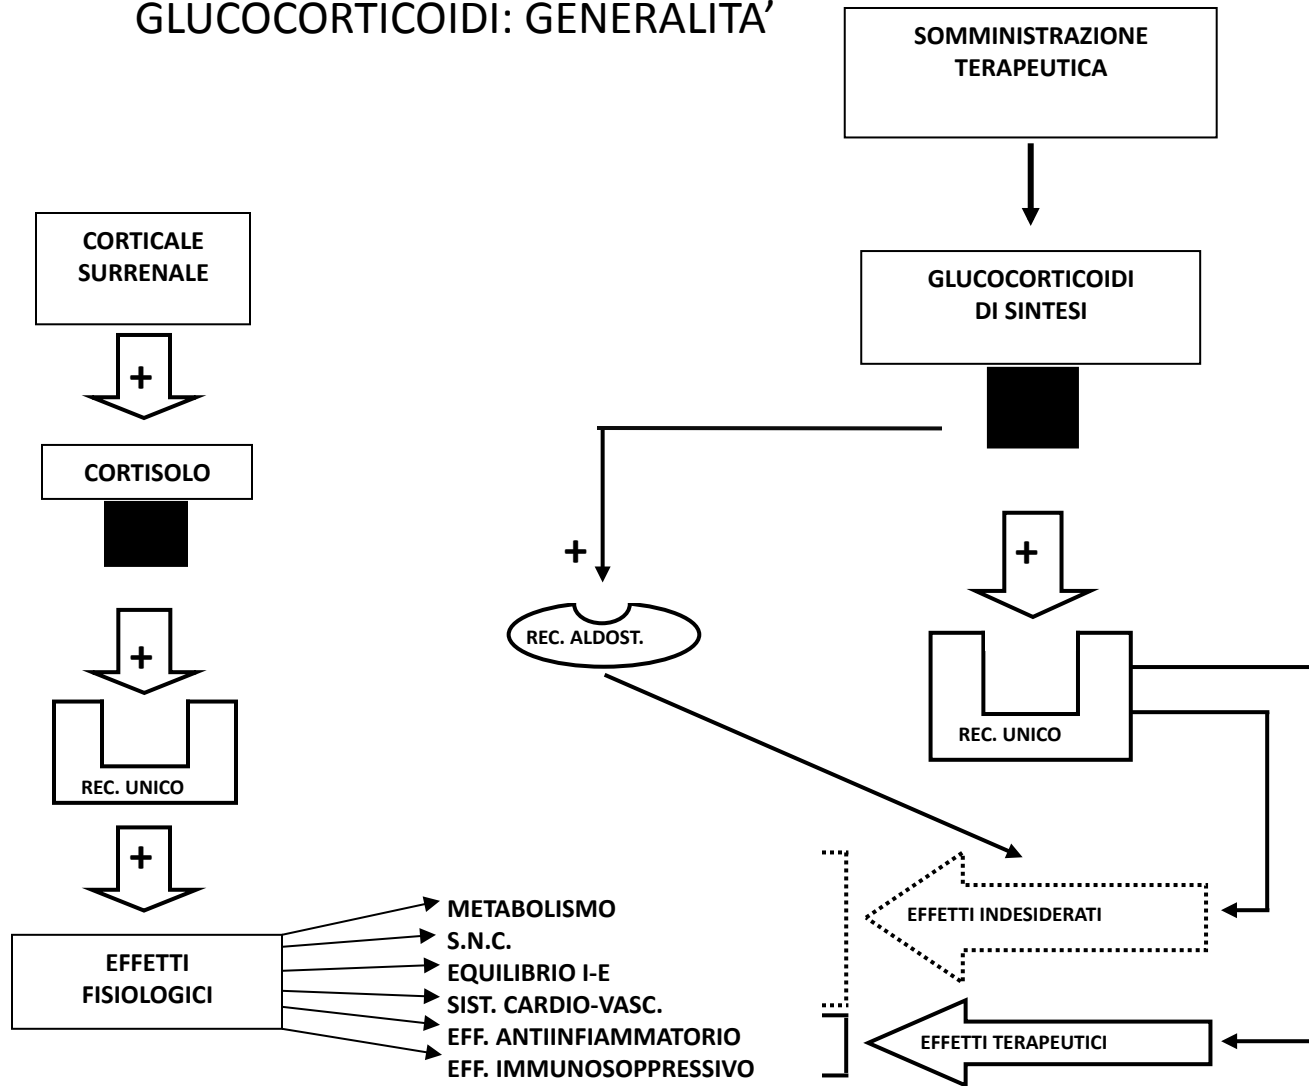 GLUCOCORTICOIDI: GENERALITA’
SOMMINISTRAZIONE
TERAPEUTICA
CORTICALE
SURRENALE
GLUCOCORTICOIDI
DI SINTESI
+
CORTISOLO
+
+
REC. ALDOST.
+
REC. UNICO
REC. UNICO
+
METABOLISMO
S.N.C.
EQUILIBRIO I-E
SIST. CARDIO-VASC.
EFF. ANTIINFIAMMATORIO
EFF. IMMUNOSOPPRESSIVO
EFFETTI
FISIOLOGICI
EFFETTI INDESIDERATI
EFFETTI TERAPEUTICI